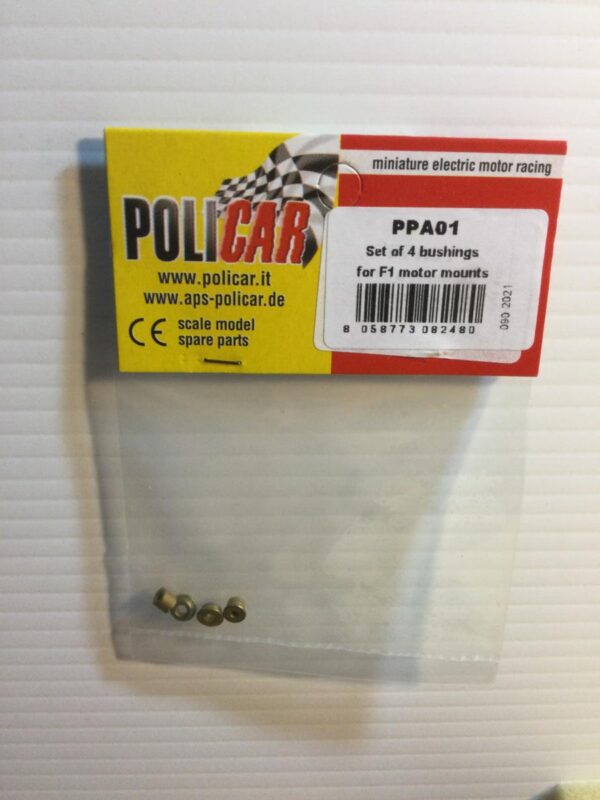 miniature electric motor racing
POLICAR
www.policar.it
www.aps-policar.de
CE scale model
spare parts
PPA01
Set of 4 bushings
for F1 motor mounts
8 058773 082480
090 2021